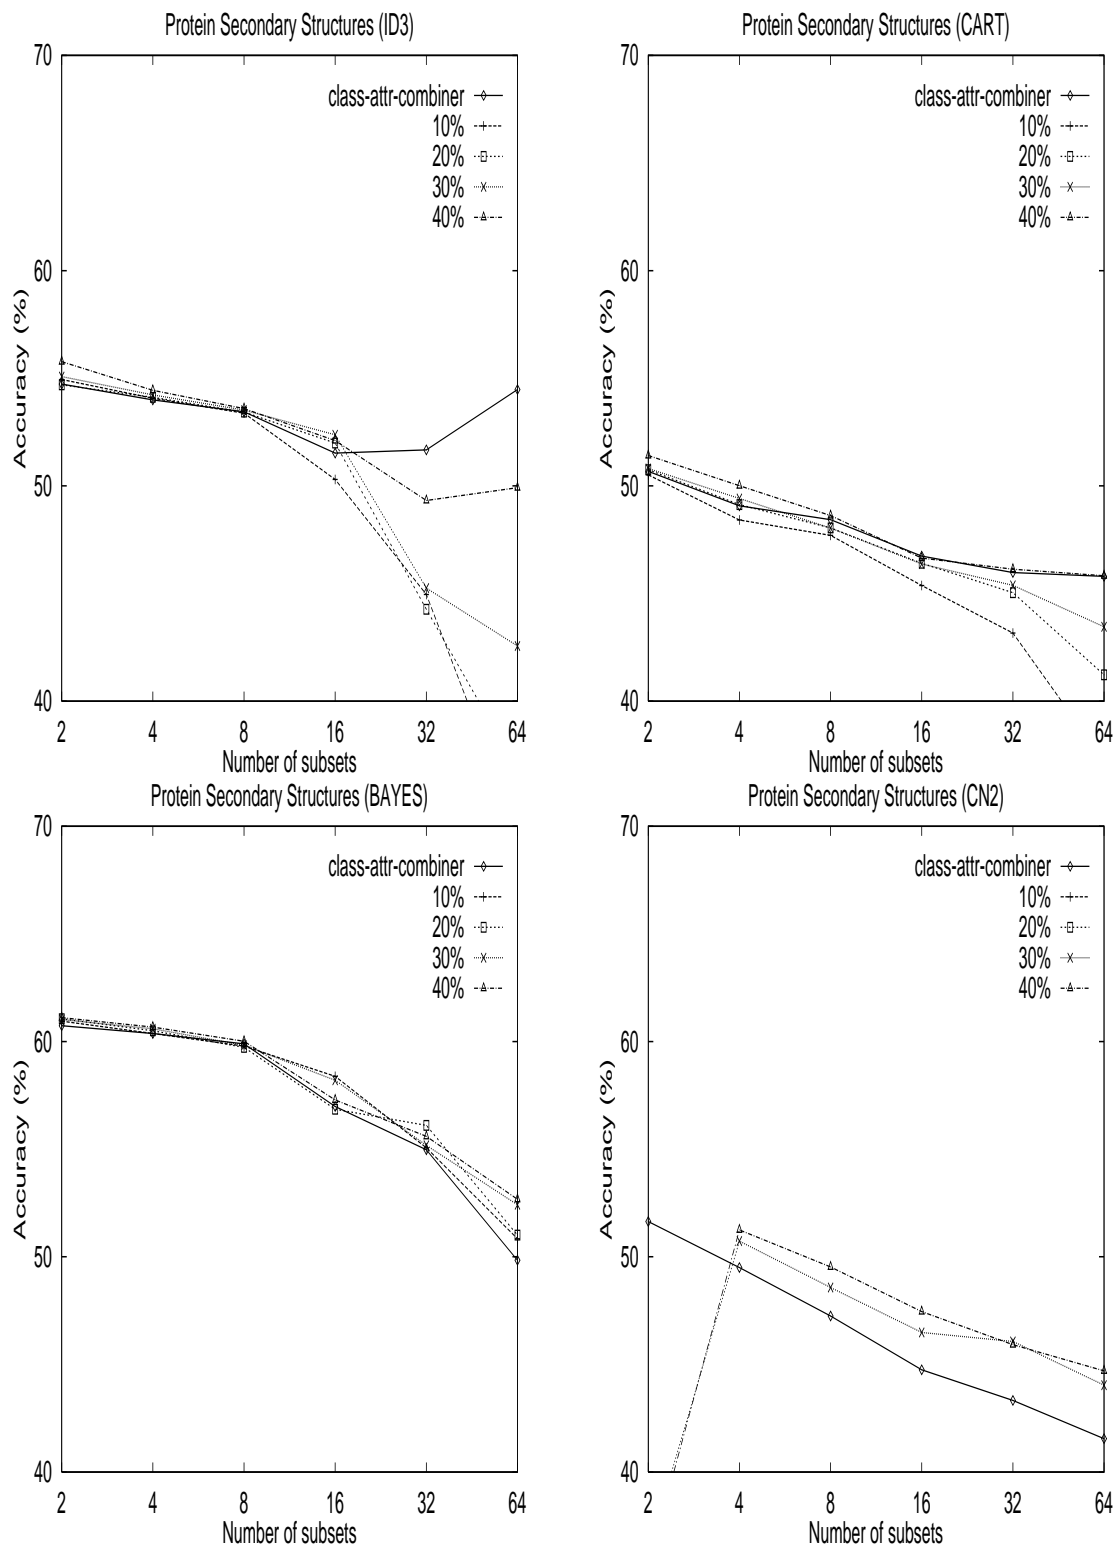 Protein Secondary Structures (ID3)
70
60
50
40
Accuracy (%)
class-attr-combiner
10%
20%
30%
40%
2 4 8 16 32 64
Number of subsets
Protein Secondary Structures (CART)
70
60
50
40
Accuracy (%)
class-attr-combiner
10%
20%
30%
40%
2 4 8 16 32 64
Number of subsets
Protein Secondary Structures (BAYES)
70
60
50
40
Accuracy (%)
class-attr-combiner
10%
20%
30%
40%
2 4 8 16 32 64
Number of subsets
Protein Secondary Structures (CN2)
70
60
50
40
Accuracy (%)
class-attr-combiner
10%
20%
30%
40%
2 4 8 16 32 64
Number of subsets